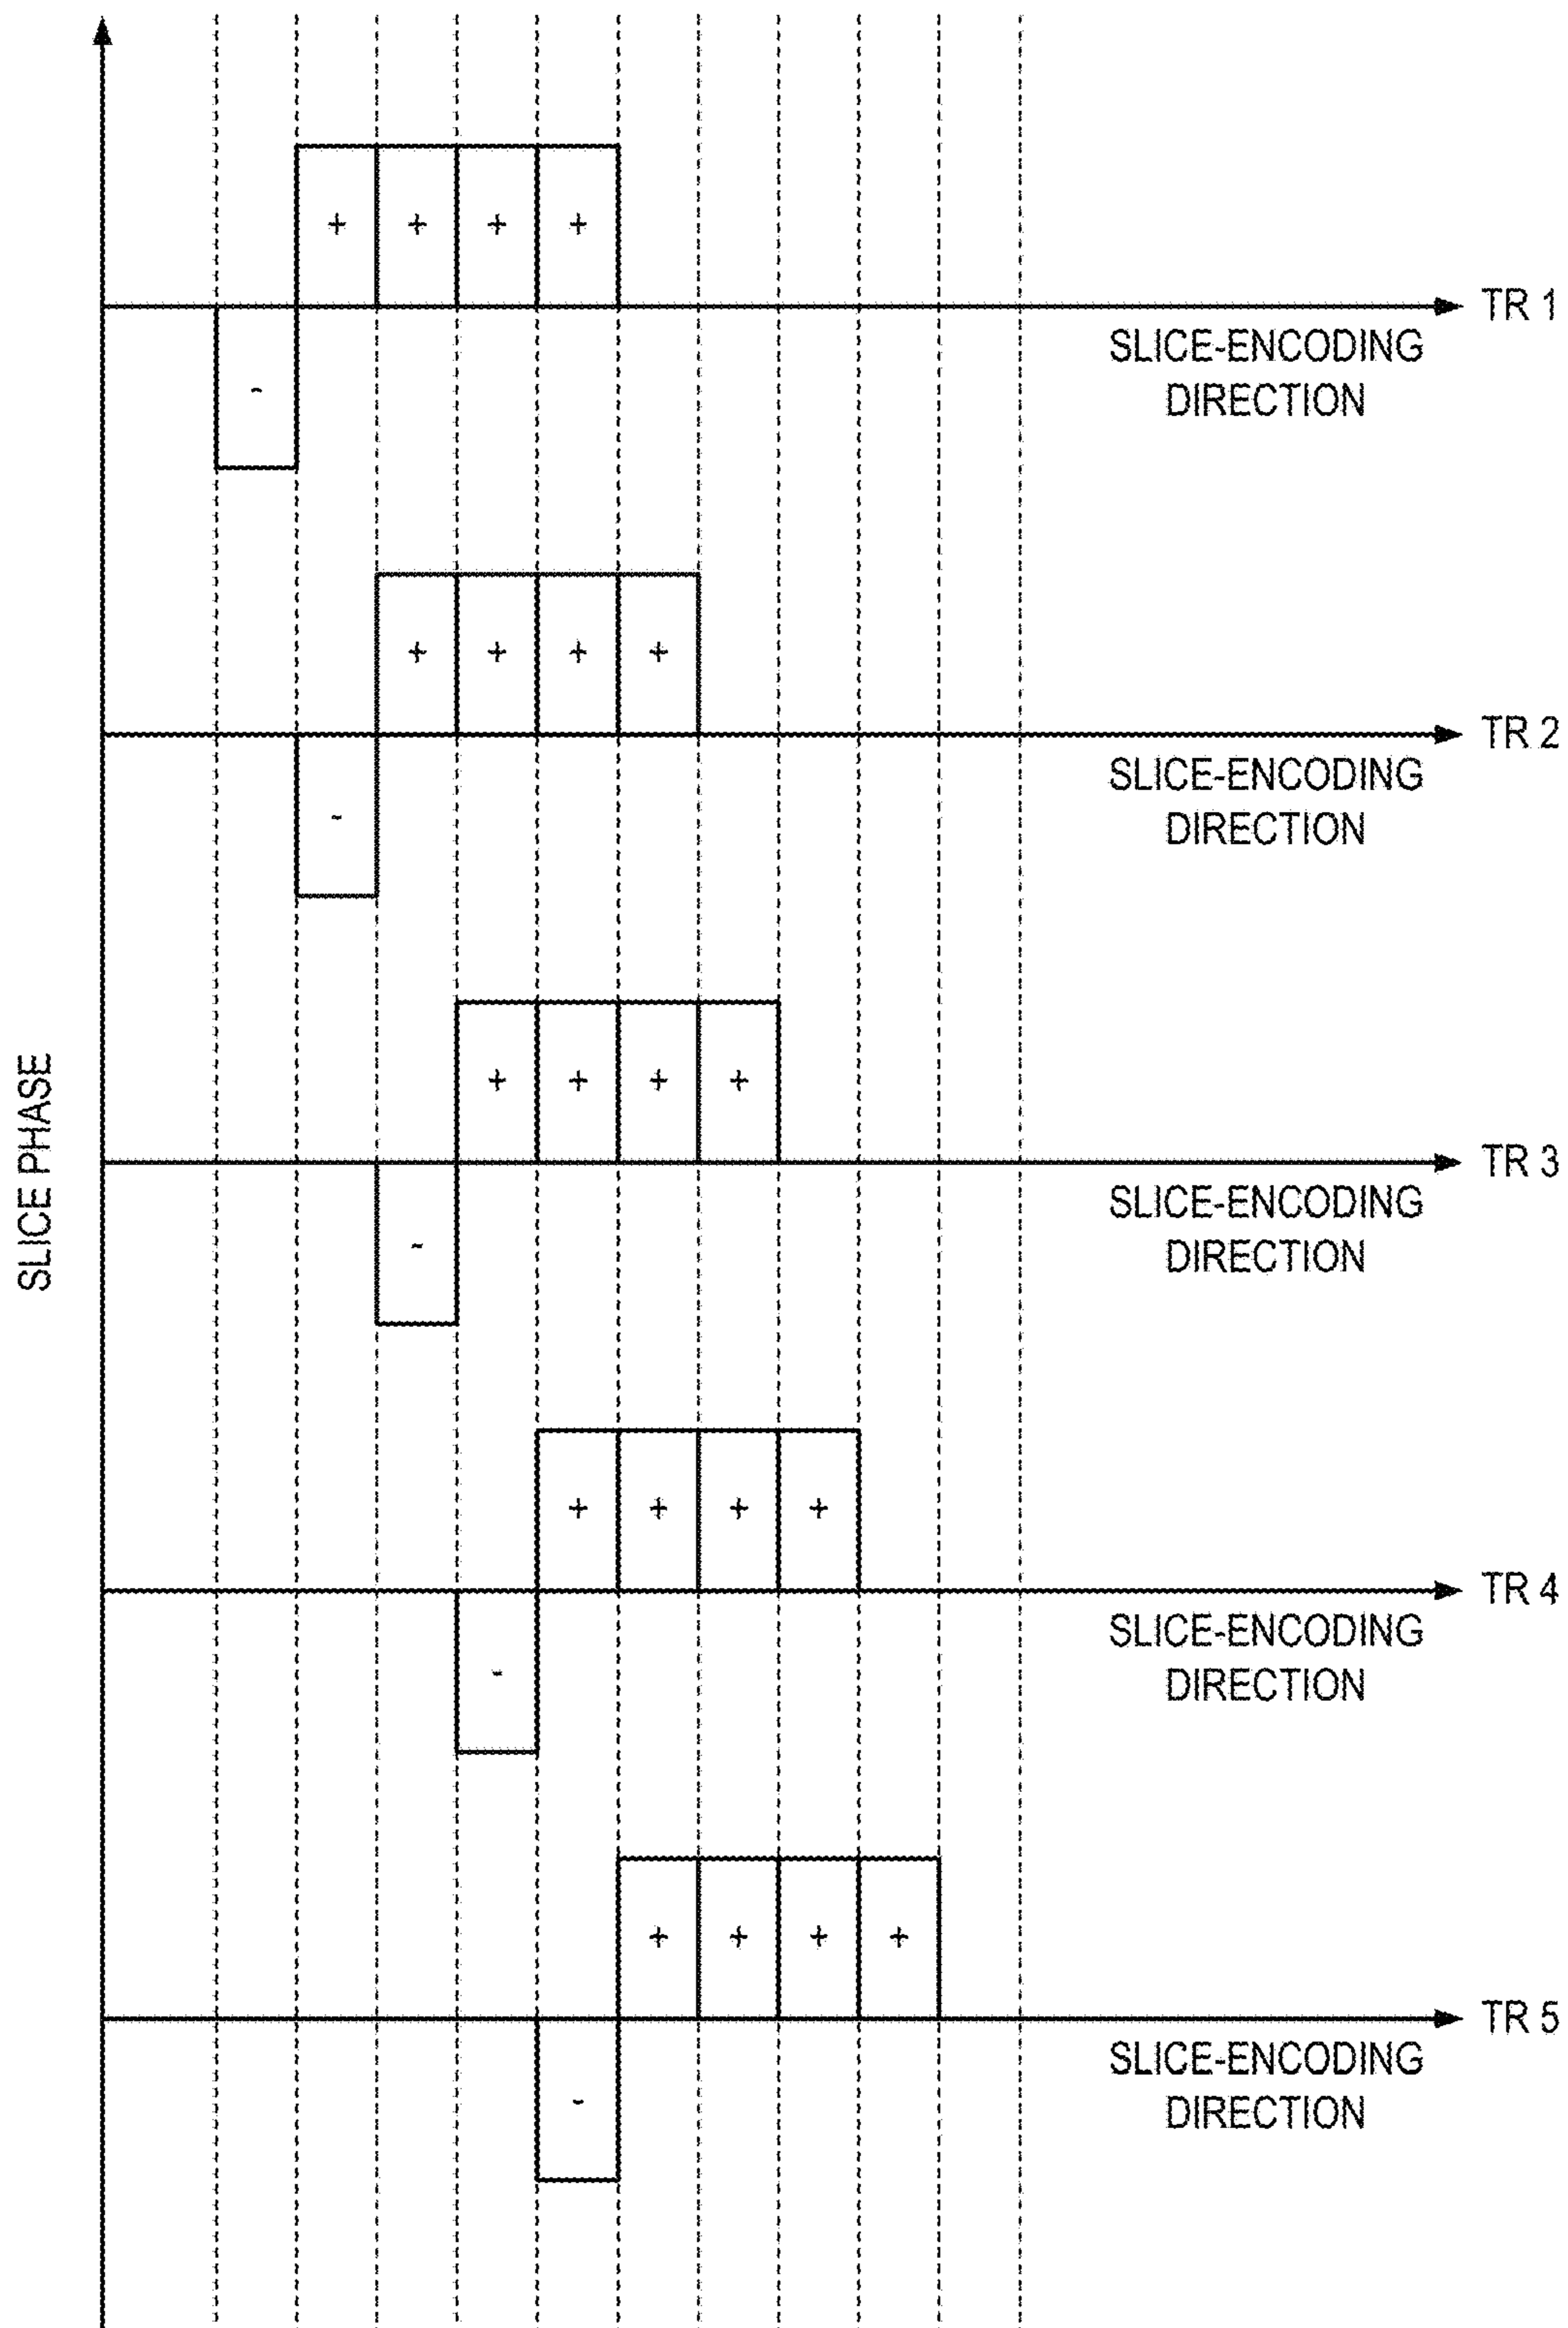 + + + +
TR 1
SLICE-ENCODING
DIRECTION
-
+ + + +
TR 2
SLICE-ENCODING
DIRECTION
-
SLICE PHASE
+ + + +
TR 3
SLICE-ENCODING
DIRECTION
-
+ + + +
TR 4
SLICE-ENCODING
DIRECTION
-
+ + + +
TR 5
SLICE-ENCODING
DIRECTION
-